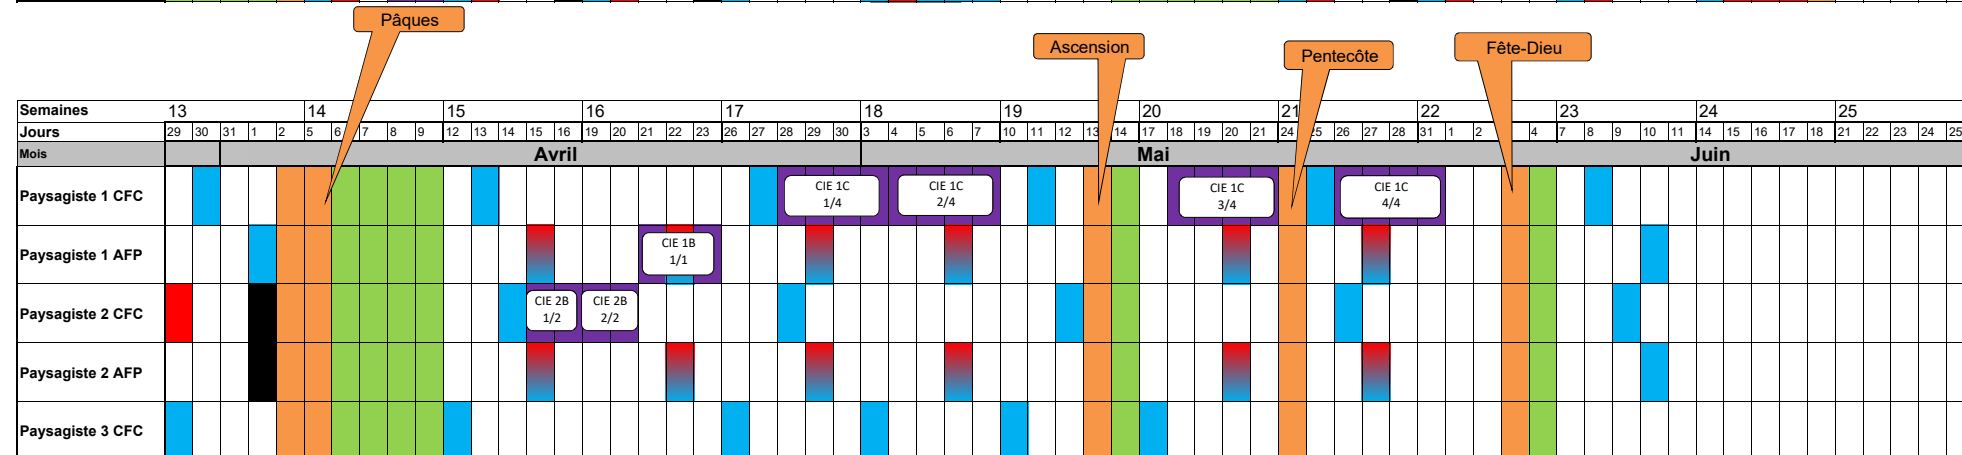 Pâques
Ascension
Pentecôte
Fête-Dieu
Semaines 13 14 15 16 17 18 19 20 21 22 23 24 25
Jours 29 30 31 1 2 5 6 7 8 9 12 13 14 15 16 19 20 21 22 23 26 27 28 29 30 3 4 5 6 7 10 11 12 13 14 17 18 19 20 21 24 25 26 27 28 31 1 2 4 7 8 9 10 11 14 15 16 17 18 21 22 23 24 25
Mois Avril Mai Juin
Paysagiste 1 CFC
CIE 1C
1/4
CIE 1C
2/4
CIE 1C
3/4
CIE 1C
4/4
Paysagiste 1 AFP
CIE 1B
1/1
Paysagiste 2 CFC
CIE 2B
1/2
CIE 2B
2/2
Paysagiste 2 AFP
Paysagiste 3 CFC